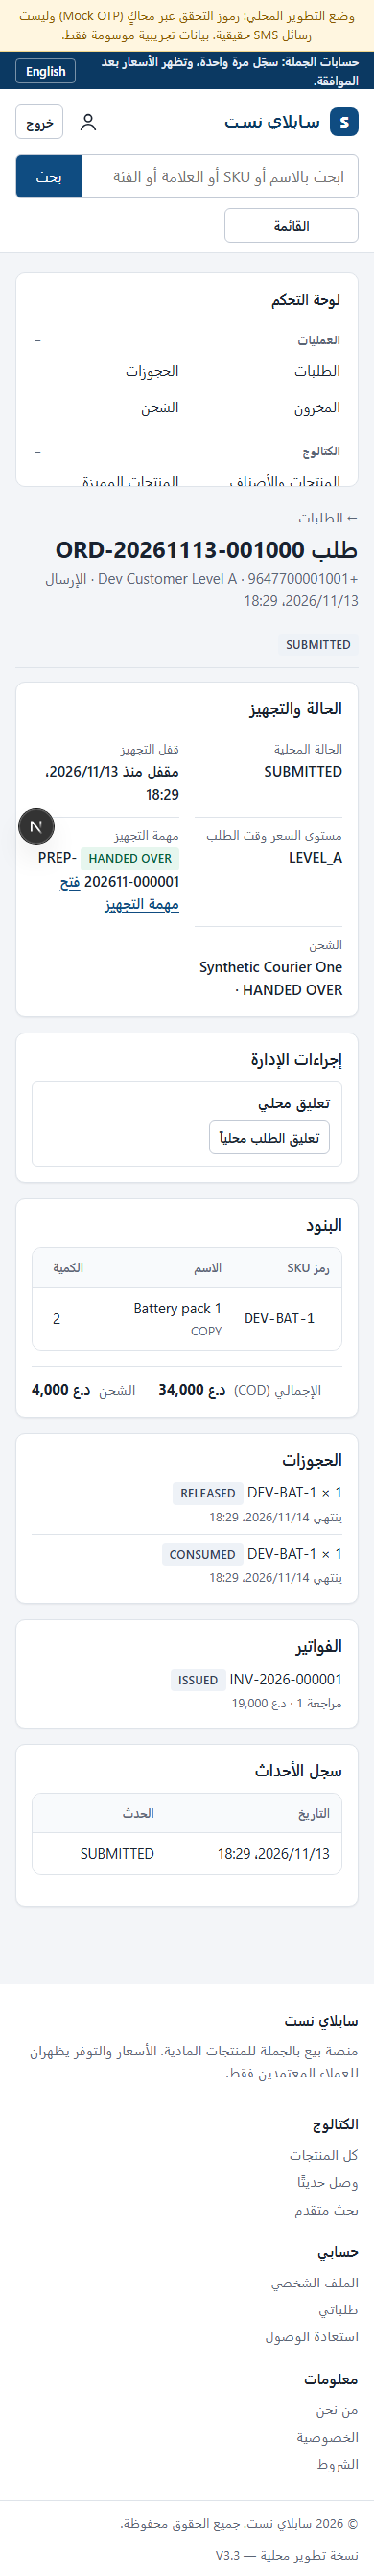 وضع التطوير المحلي: رموز التحقق عبر محاكٍ (Mock OTP) وليست
رسائل SMS حقيقية. بيانات تجريبية موسومة فقط.
حسابات الجملة: سجّل مرة واحدة، وتظهر الأسعار بعد
الموافقة.
English
سابلاي نست
خروج
ابحث بالاسم أو SKU أو العلامة أو الفئة
بحث
القائمة
لوحة التحكم
العمليات −
الطلبات الحجوزات
المخزون الشحن
الكتالوج −
المنتجات والأصناف المنتجات المميزة
← الطلبات
طلب ORD-20261113-001000
+9647700001001 · Dev Customer Level A · الإرسال
2026/11/13، 18:29
SUBMITTED
الحالة والتجهيز
الحالة المحلية
SUBMITTED
قفل التجهيز
مقفل منذ 2026/11/13،
18:29
مستوى السعر وقت الطلب
LEVEL_A
مهمة التجهيز
HANDED OVER PREP-
202611-000001 فتح
مهمة التجهيز
الشحن
Synthetic Courier One
· HANDED OVER
إجراءات الإدارة
تعليق محلي
تعليق الطلب محلياً
البنود
رمز SKU الاسم الكمية
DEV-BAT-1 Battery pack 1 2
COPY
الإجمالي (COD) 34,000 د.ع الشحن 4,000 د.ع
الحجوزات
DEV-BAT-1 × 1 RELEASED
ينتهي 2026/11/14، 18:29
DEV-BAT-1 × 1 CONSUMED
ينتهي 2026/11/14، 18:29
الفواتير
INV-2026-000001 ISSUED
مراجعة 1 · 19,000 د.ع
سجل الأحداث
التاريخ الحدث
2026/11/13، 18:29 SUBMITTED
سابلاي نست
منصة بيع بالجملة للمنتجات المادية. الأسعار والتوفر يظهران
للعملاء المعتمدين فقط.
الكتالوج
كل المنتجات
وصل حديثًا
بحث متقدم
حسابي
الملف الشخصي
طلباتي
استعادة الوصول
معلومات
من نحن
الخصوصية
الشروط
© 2026 سابلاي نست. جميع الحقوق محفوظة.
نسخة تطوير محلية — V3.3